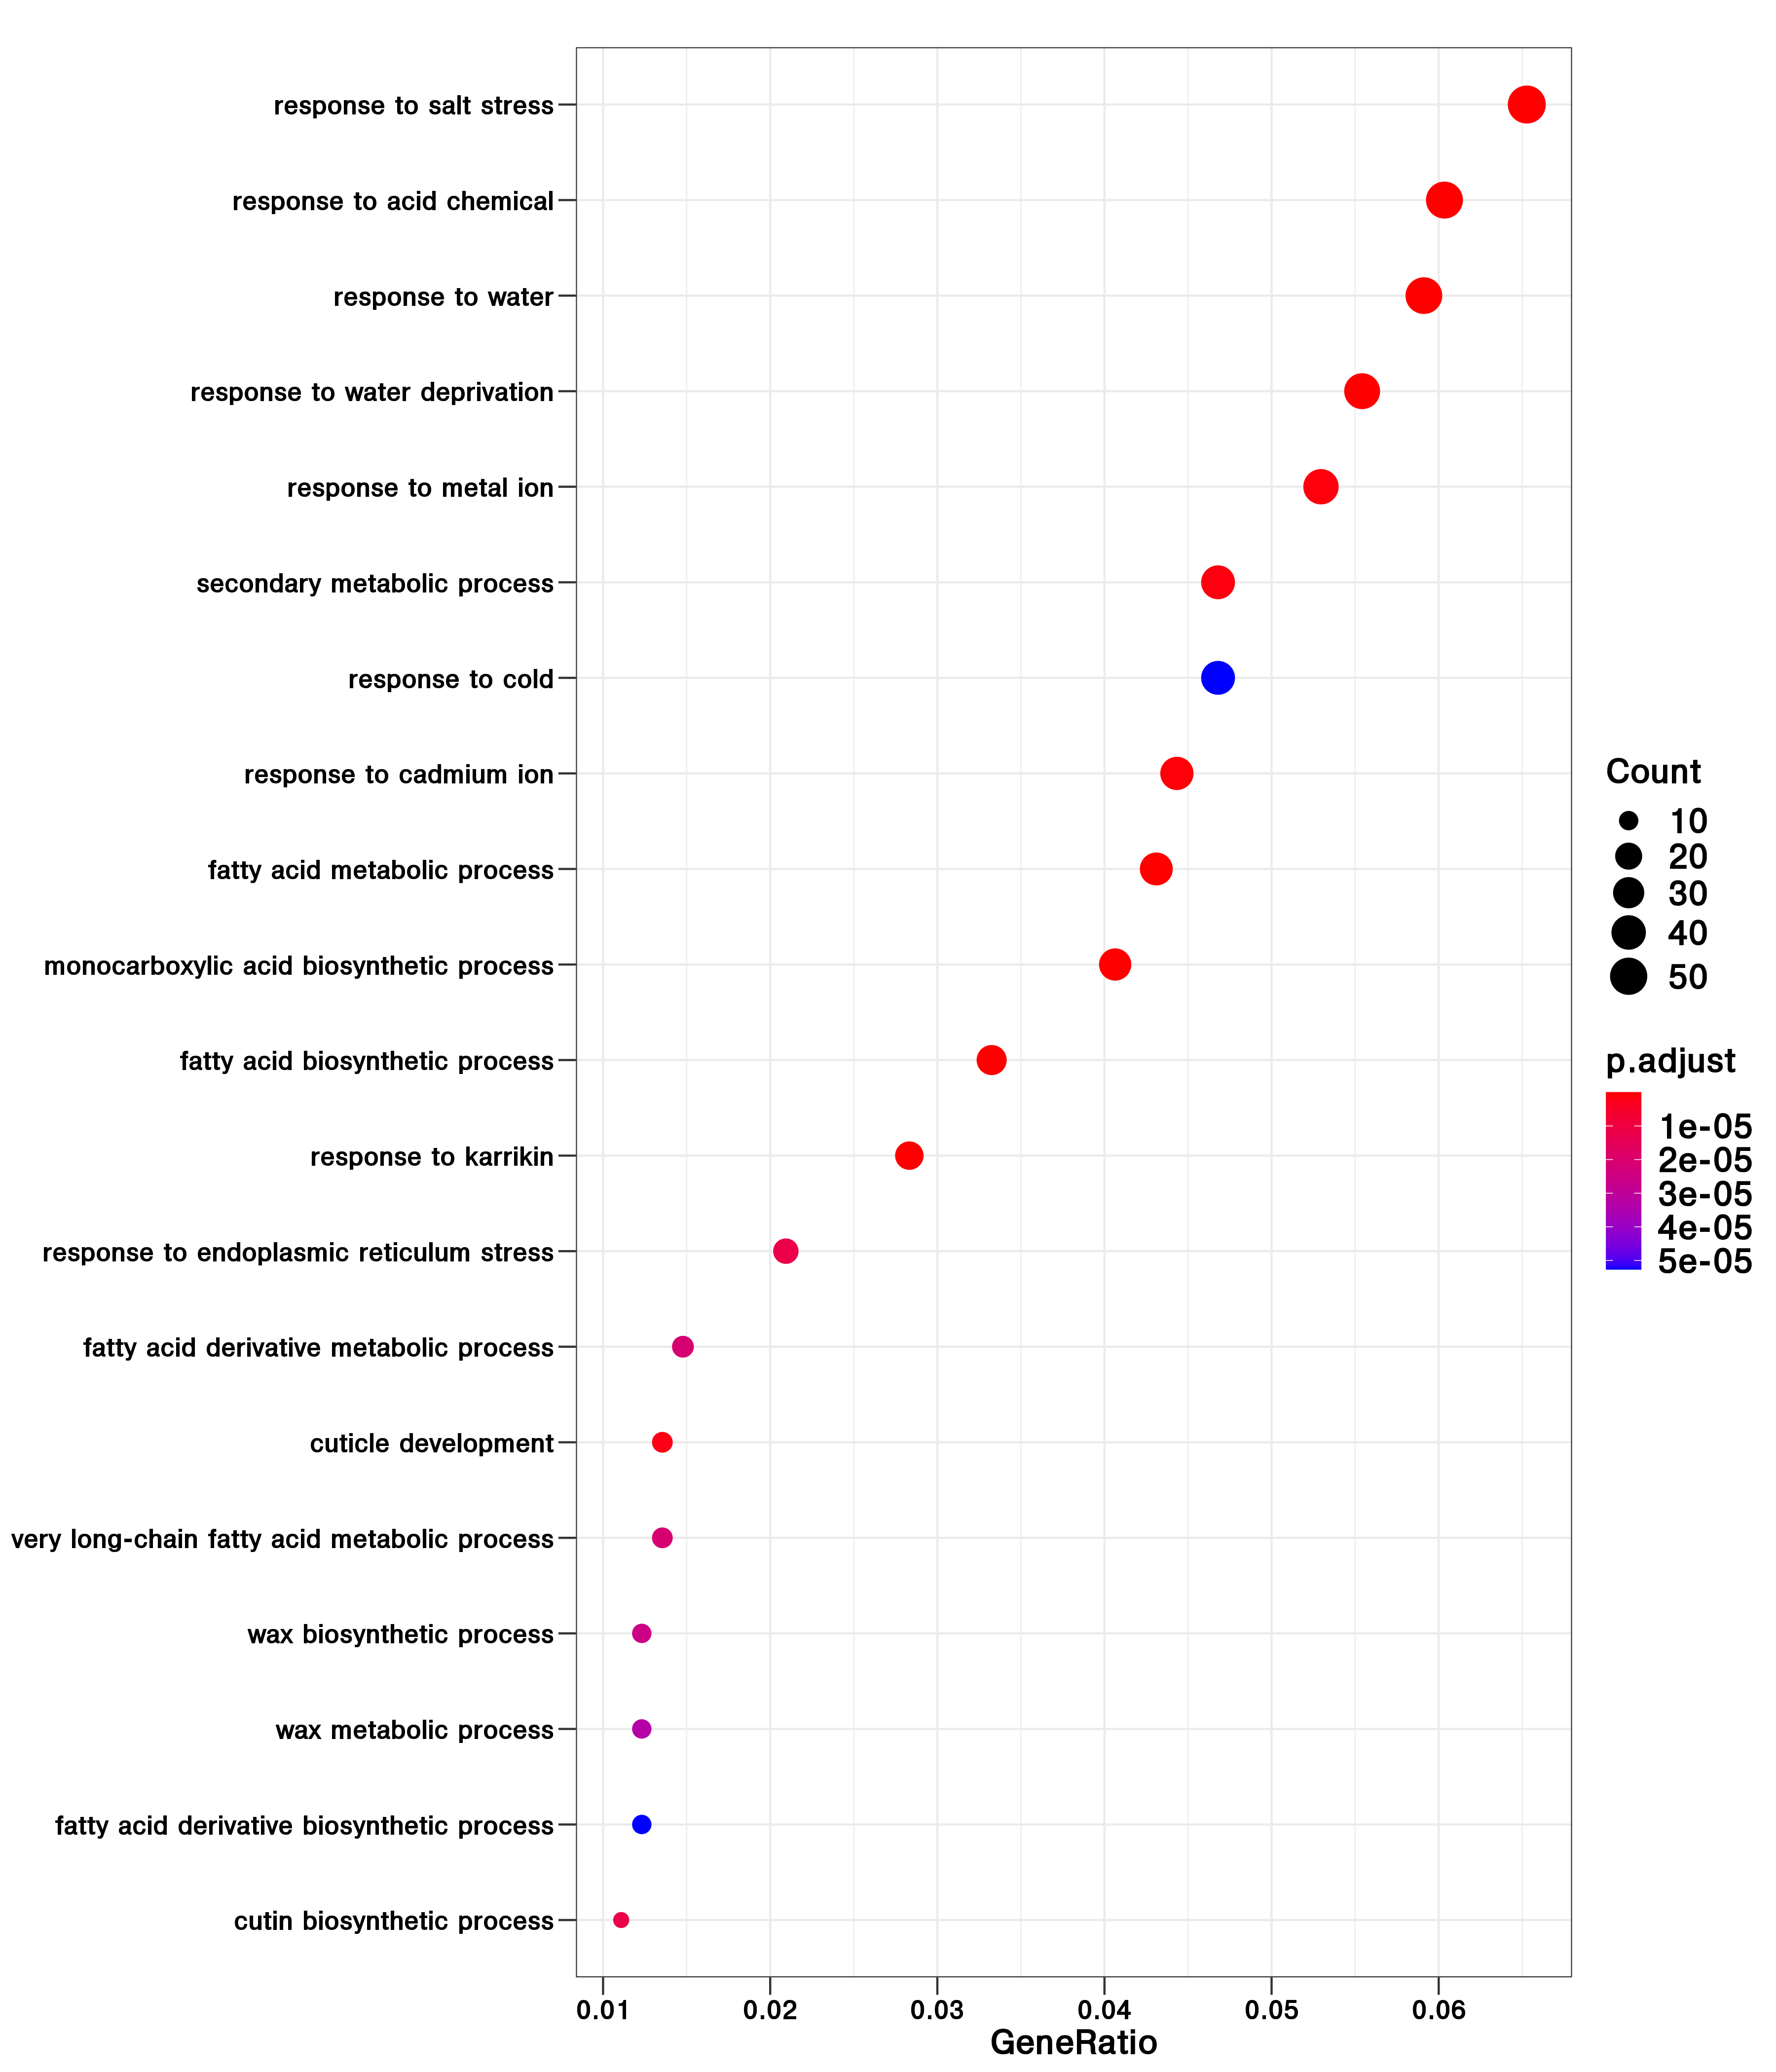 response to salt stress
response to acid chemical
response to water
response to water deprivation
response to metal ion
secondary metabolic process
response to cold
response to cadmium ion
fatty acid metabolic process
monocarboxylic acid biosynthetic process
fatty acid biosynthetic process
response to karrikin
response to endoplasmic reticulum stress
fatty acid derivative metabolic process
cuticle development
very long-chain fatty acid metabolic process
wax biosynthetic process
wax metabolic process
fatty acid derivative biosynthetic process
cutin biosynthetic process
0.01 0.02 0.03 0.04 0.05 0.06
GeneRatio
Count
10
20
30
40
50
p.adjust
1e-05
2e-05
3e-05
4e-05
5e-05